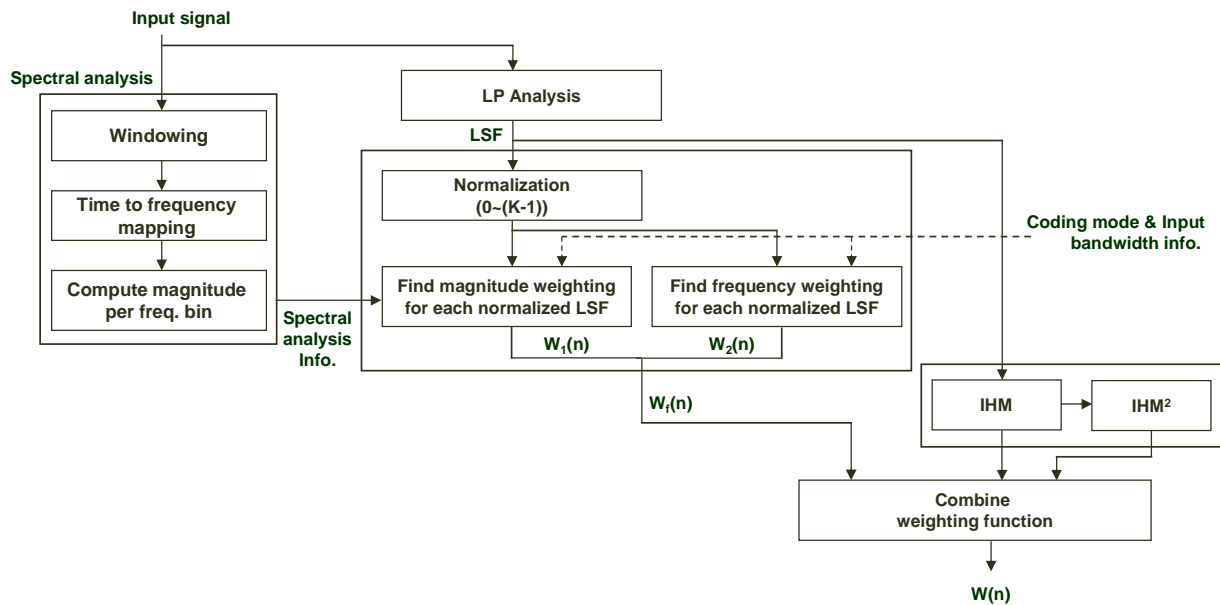 Input signal
Spectral analysis
LP Analysis
Windowing
LSF
Normalization
(0~(K-1))
Time to frequency
mapping
Coding mode & Input
bandwidth info.
Compute magnitude
per freq. bin
Find magnitude weighting
for each normalized LSF
Find frequency weighting
for each normalized LSF
Spectral
analysis
Info.
W₁(n)
W₂(n)
W_f(n)
IHM
IHM²
Combine
weighting function
W(n)